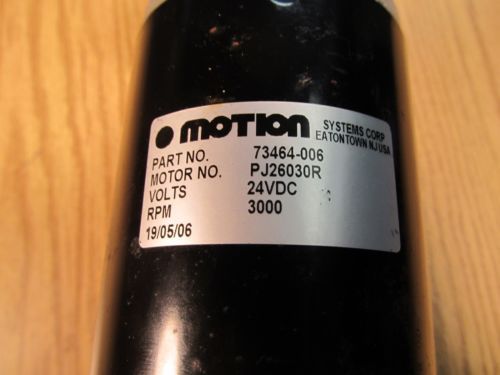 MOTION SYSTEMS CORP
EATONTOWN NJ USA
PART NO. 73464-006
MOTOR NO. PJ26030R
VOLTS 24VDC
RPM 3000
19/05/06